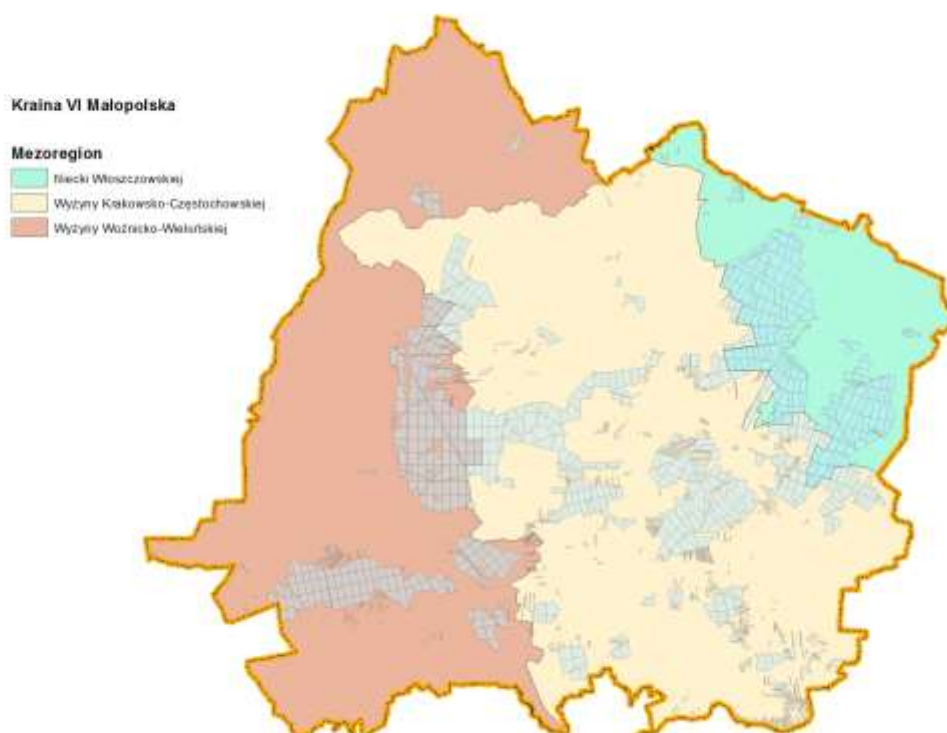 Kraina VI Małopolska
Mezoregion
Niecki Włoszczowskiej
Wyżyny Krakowsko-Częstochowskiej
Wyżyny Woźnicko-Wieluńskiej